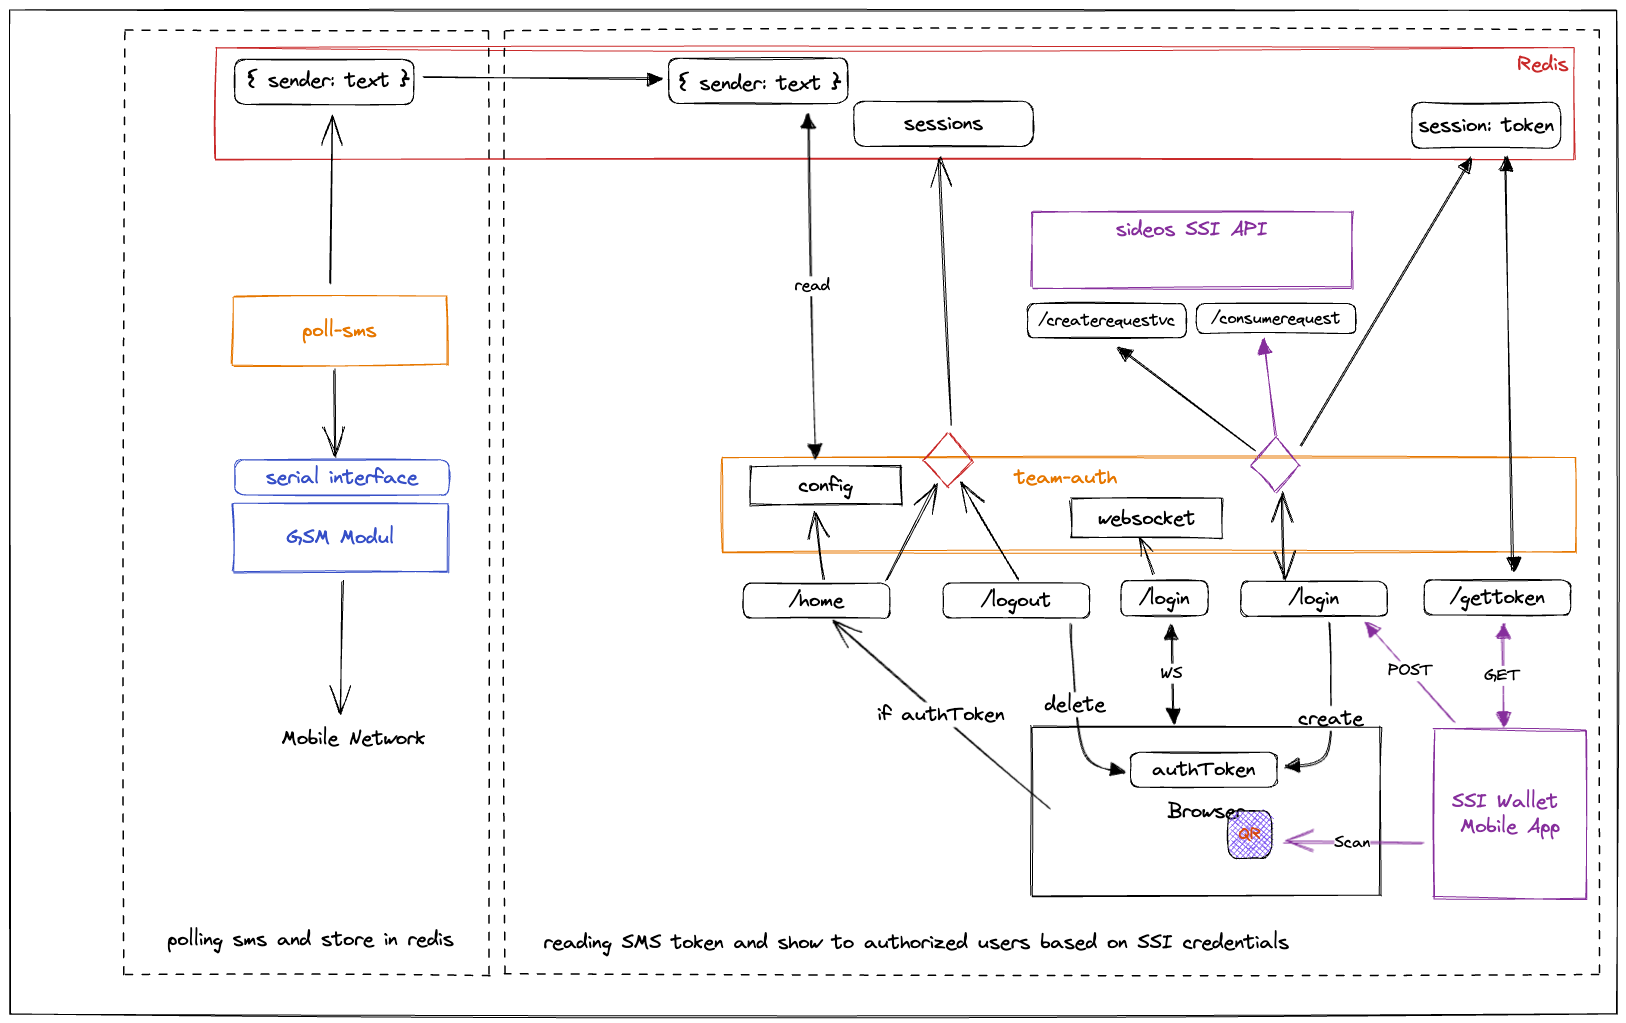 Redis
{ sender: text }
{ sender: text }
sessions
session: token
sideos SSI API
read
/createrequestvc
/consumerequest
poll-sms
serial interface
GSM Modul
config
team-auth
websocket
/home
/logout
/login
/login
/gettoken
WS
POST
GET
delete
if authToken
create
Mobile Network
authToken
Browser
QR
Scan
SSI Wallet
Mobile App
polling sms and store in redis
reading SMS token and show to authorized users based on SSI credentials